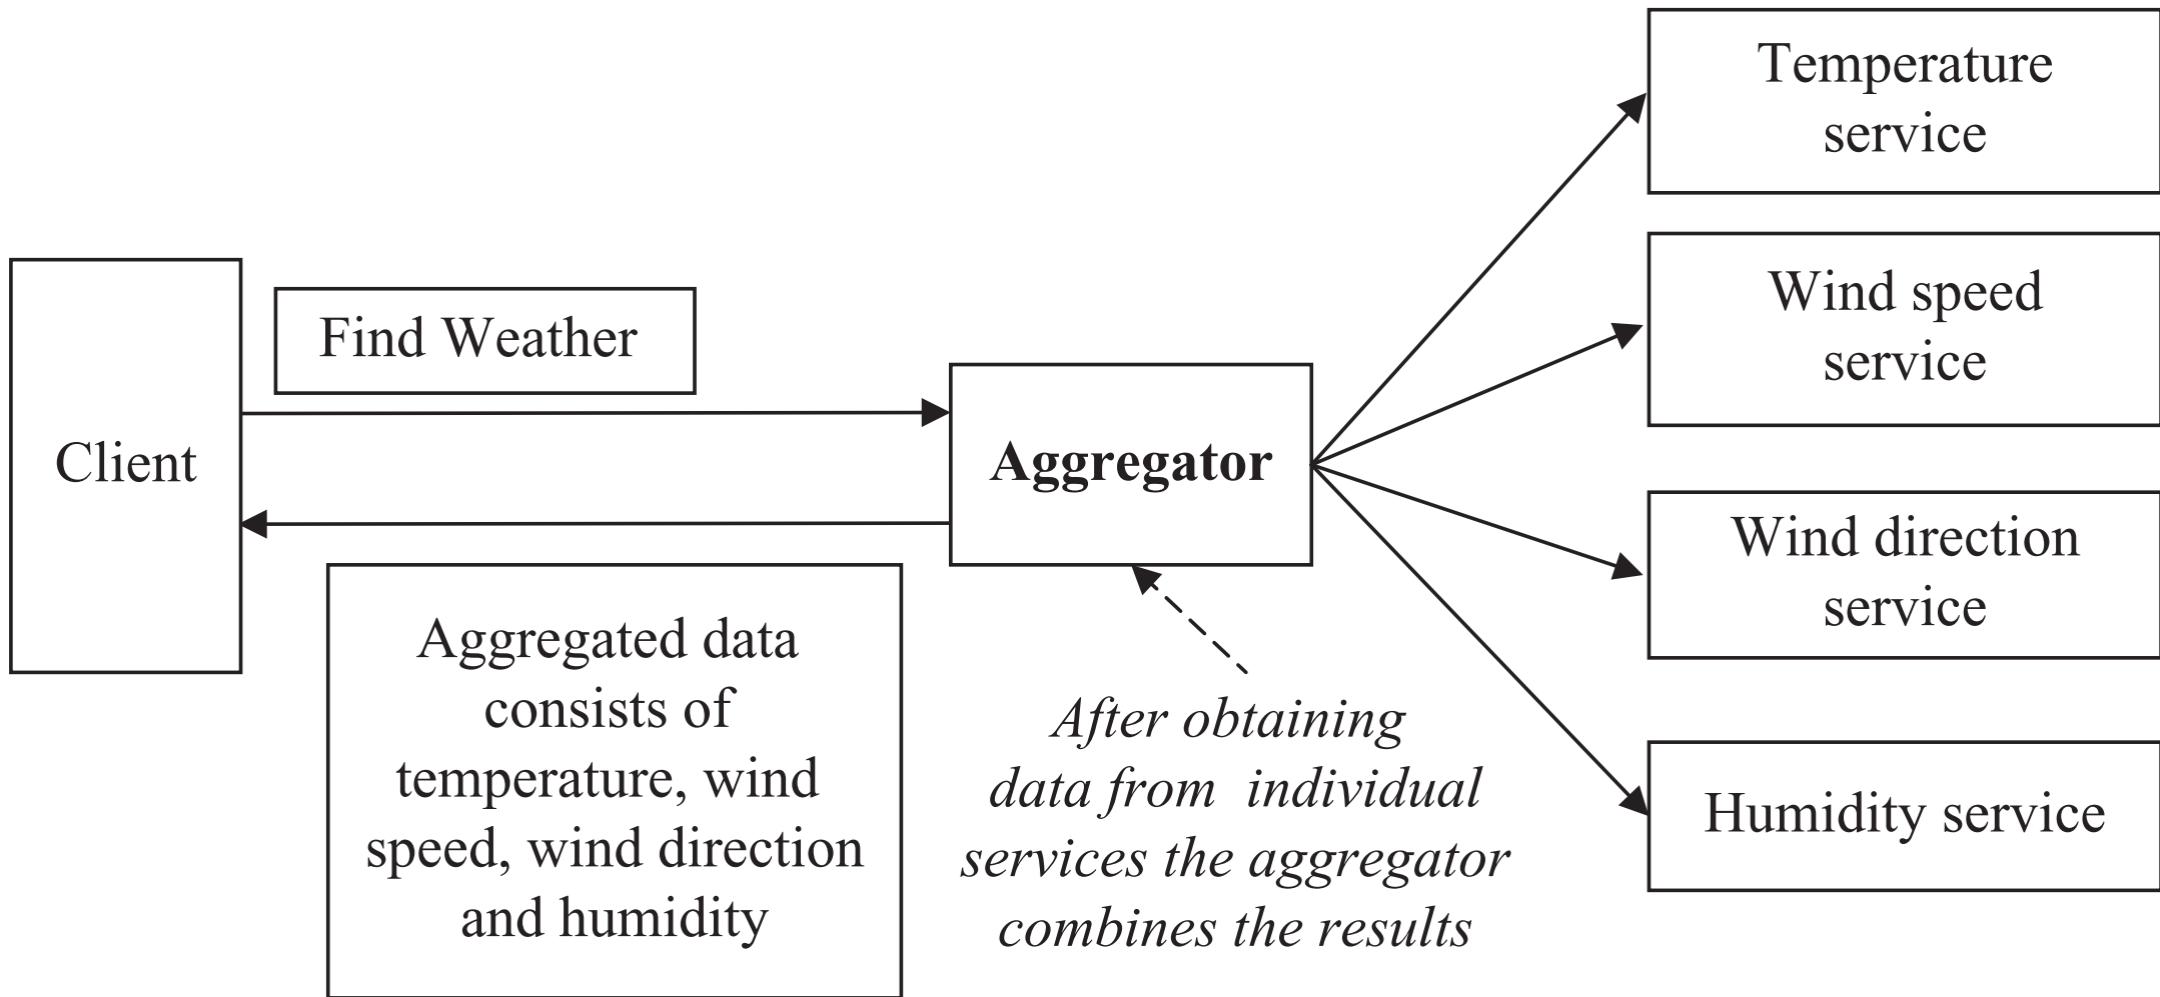 Client
Find Weather
Aggregated data
consists of
temperature, wind
speed, wind direction
and humidity
Aggregator
After obtaining
data from individual
services the aggregator
combines the results
Temperature
service
Wind speed
service
Wind direction
service
Humidity service